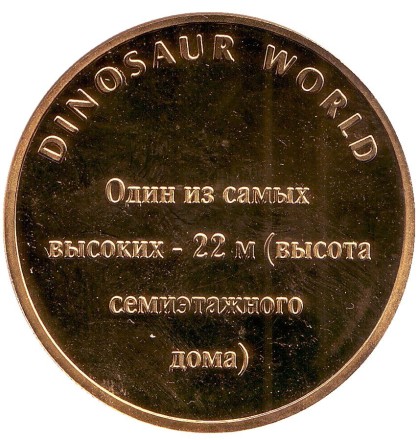 DINOSAUR WORLD
Один из самых
высоких - 22 м (высота
семиэтажного
дома)